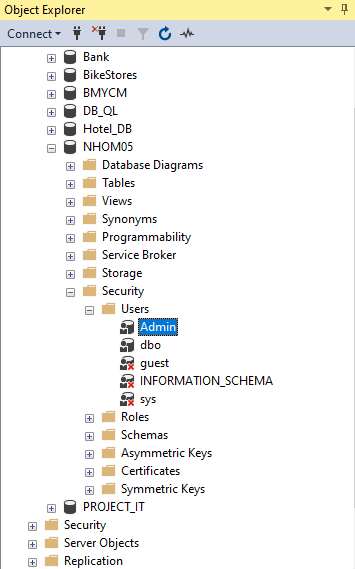 Object Explorer
Connect
Bank
BikeStores
BMYCM
DB_QL
Hotel_DB
NHOM05
Database Diagrams
Tables
Views
Synonyms
Programmability
Service Broker
Storage
Security
Users
Admin
dbo
guest
INFORMATION_SCHEMA
sys
Roles
Schemas
Asymmetric Keys
Certificates
Symmetric Keys
PROJECT_IT
Security
Server Objects
Replication